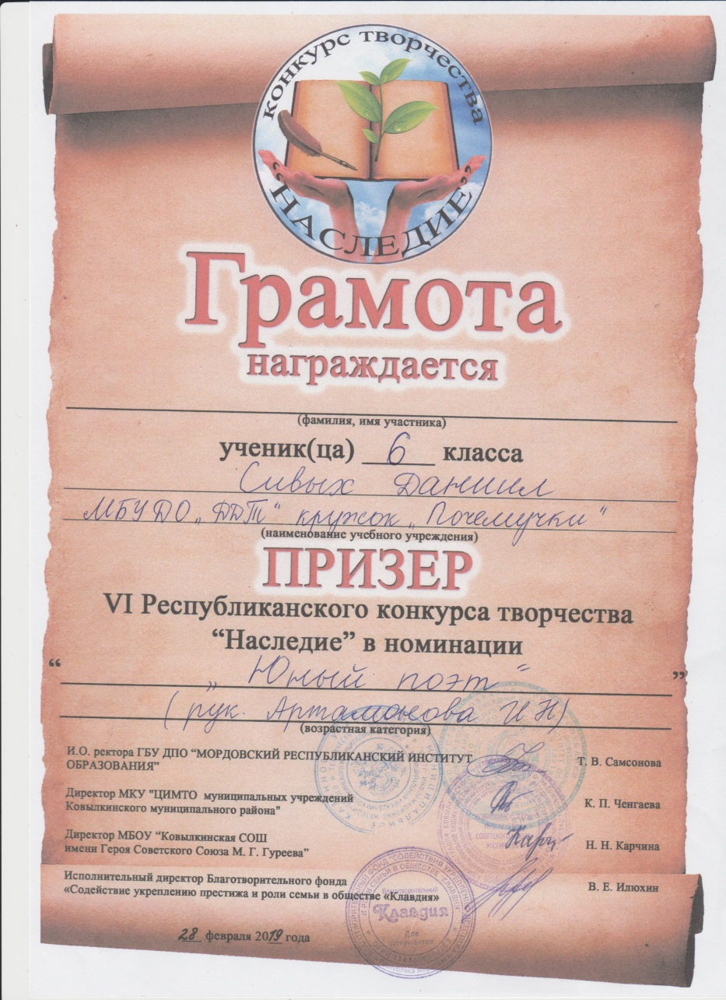 конкурс творчества
"НАСЛЕДИЕ"
Грамота
награждается
(фамилия, имя участника)
ученик(ца) 6 класса
Сивых Даниил
МБУДО „ДДТ" кружок „Почемучки"
(наименование учебного учреждения)
ПРИЗЕР
VI Республиканского конкурса творчества
“Наследие” в номинации
“ „Юный поэт" ”
(рук. Артамонова И Н)
(возрастная категория)
И.О. ректора ГБУ ДПО “МОРДОВСКИЙ РЕСПУБЛИКАНСКИЙ ИНСТИТУТ
ОБРАЗОВАНИЯ” Т. В. Самсонова
Директор МКУ "ЦИМТО муниципальных учреждений
Ковылкинского муниципального района" К. П. Ченгаева
Директор МБОУ “Ковылкинская СОШ
имени Героя Советского Союза М. Г. Гуреева” Н. Н. Карчина
Исполнительный директор Благотворительного фонда
«Содействие укреплению престижа и роли семьи в обществе «Клавдия» В. Е. Илюхин
Клавдия
Для
документов
28 февраля 2019 года